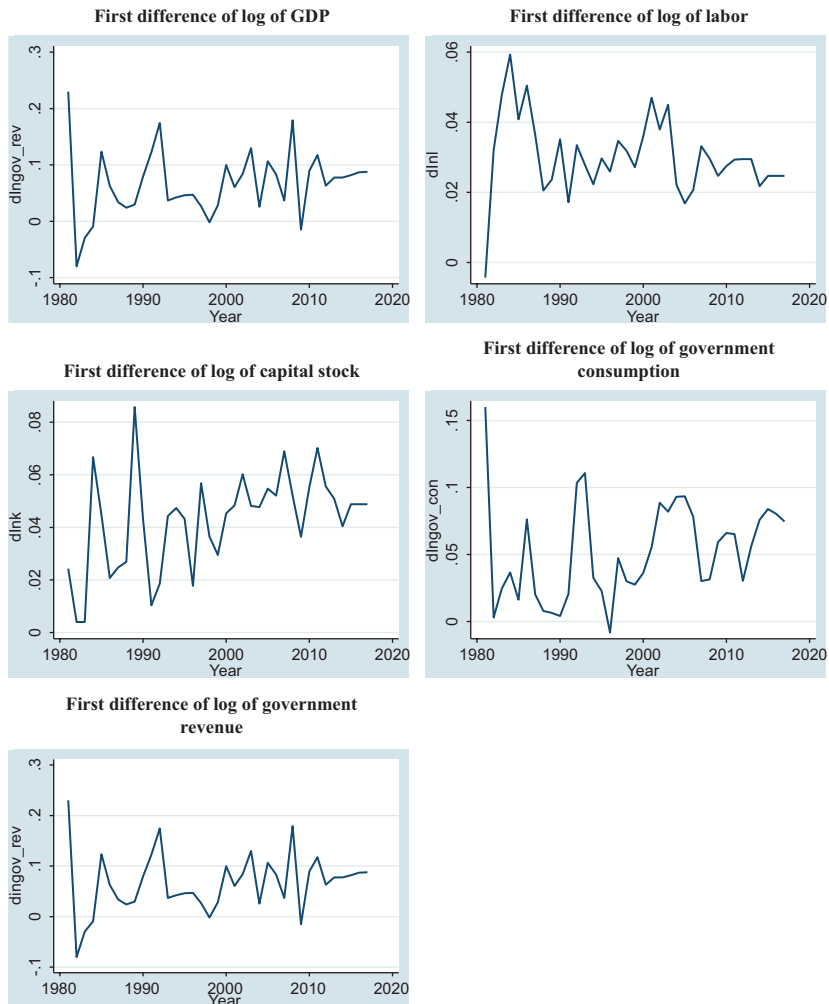 First difference of log of GDP
.3
.2
.1
0
-.1
dlngov_rev
1980 1990 2000 2010 2020
Year
First difference of log of labor
.06
.04
.02
0
dlnl
1980 1990 2000 2010 2020
Year
First difference of log of capital stock
.08
.06
.04
.02
0
dlnk
1980 1990 2000 2010 2020
Year
First difference of log of government
consumption
.15
.1
.05
0
dlngov_con
1980 1990 2000 2010 2020
Year
First difference of log of government
revenue
.3
.2
.1
0
-.1
dingov_rev
1980 1990 2000 2010 2020
Year